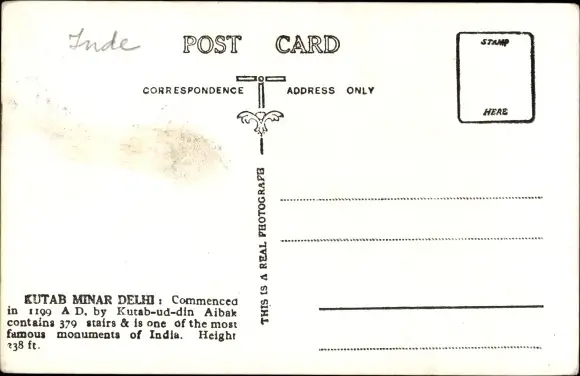 Inde
POST CARD
STAMP
HERE
CORRESPONDENCE ADDRESS ONLY
THIS IS A REAL PHOTOGRAPH
KUTAB MINAR DELHI : Commenced
in 1199 A D. by Kutab-ud-din Aibak
contains 379 stairs & is one of the most
famous monuments of India. Height
238 ft.